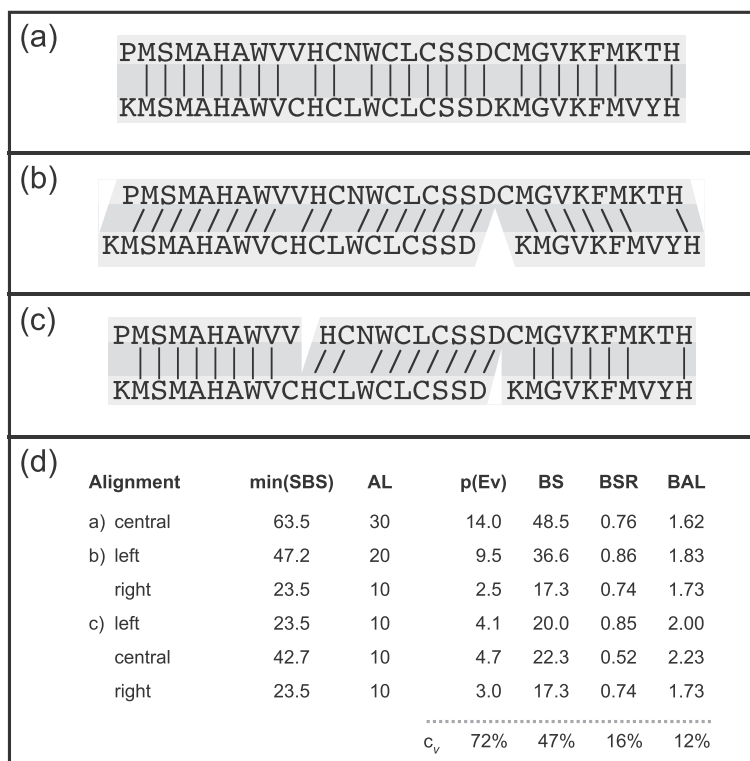 (a)
PMSMAHAWVVHCNWCLCSSDCMGVKFMKTH
KMSMAHAWVCHCLWCLCSSDKMGVKFMVYH
(b)
PMSMAHAWVVHCNWCLCSSDCMGVKFMKTH
KMSMAHAWVCHCLWCLCSSD KMGVKFMVYH
(c)
PMSMAHAWVV HCNWCLCSSDCMGVKFMKTH
KMSMAHAWVCHCLWCLCSSD KMGVKFMVYH
(d)
Alignment min(SBS) AL p(Ev) BS BSR BAL
a) central 63.5 30 14.0 48.5 0.76 1.62
b) left 47.2 20 9.5 36.6 0.86 1.83
right 23.5 10 2.5 17.3 0.74 1.73
c) left 23.5 10 4.1 20.0 0.85 2.00
central 42.7 10 4.7 22.3 0.52 2.23
right 23.5 10 3.0 17.3 0.74 1.73
cv 72% 47% 16% 12%